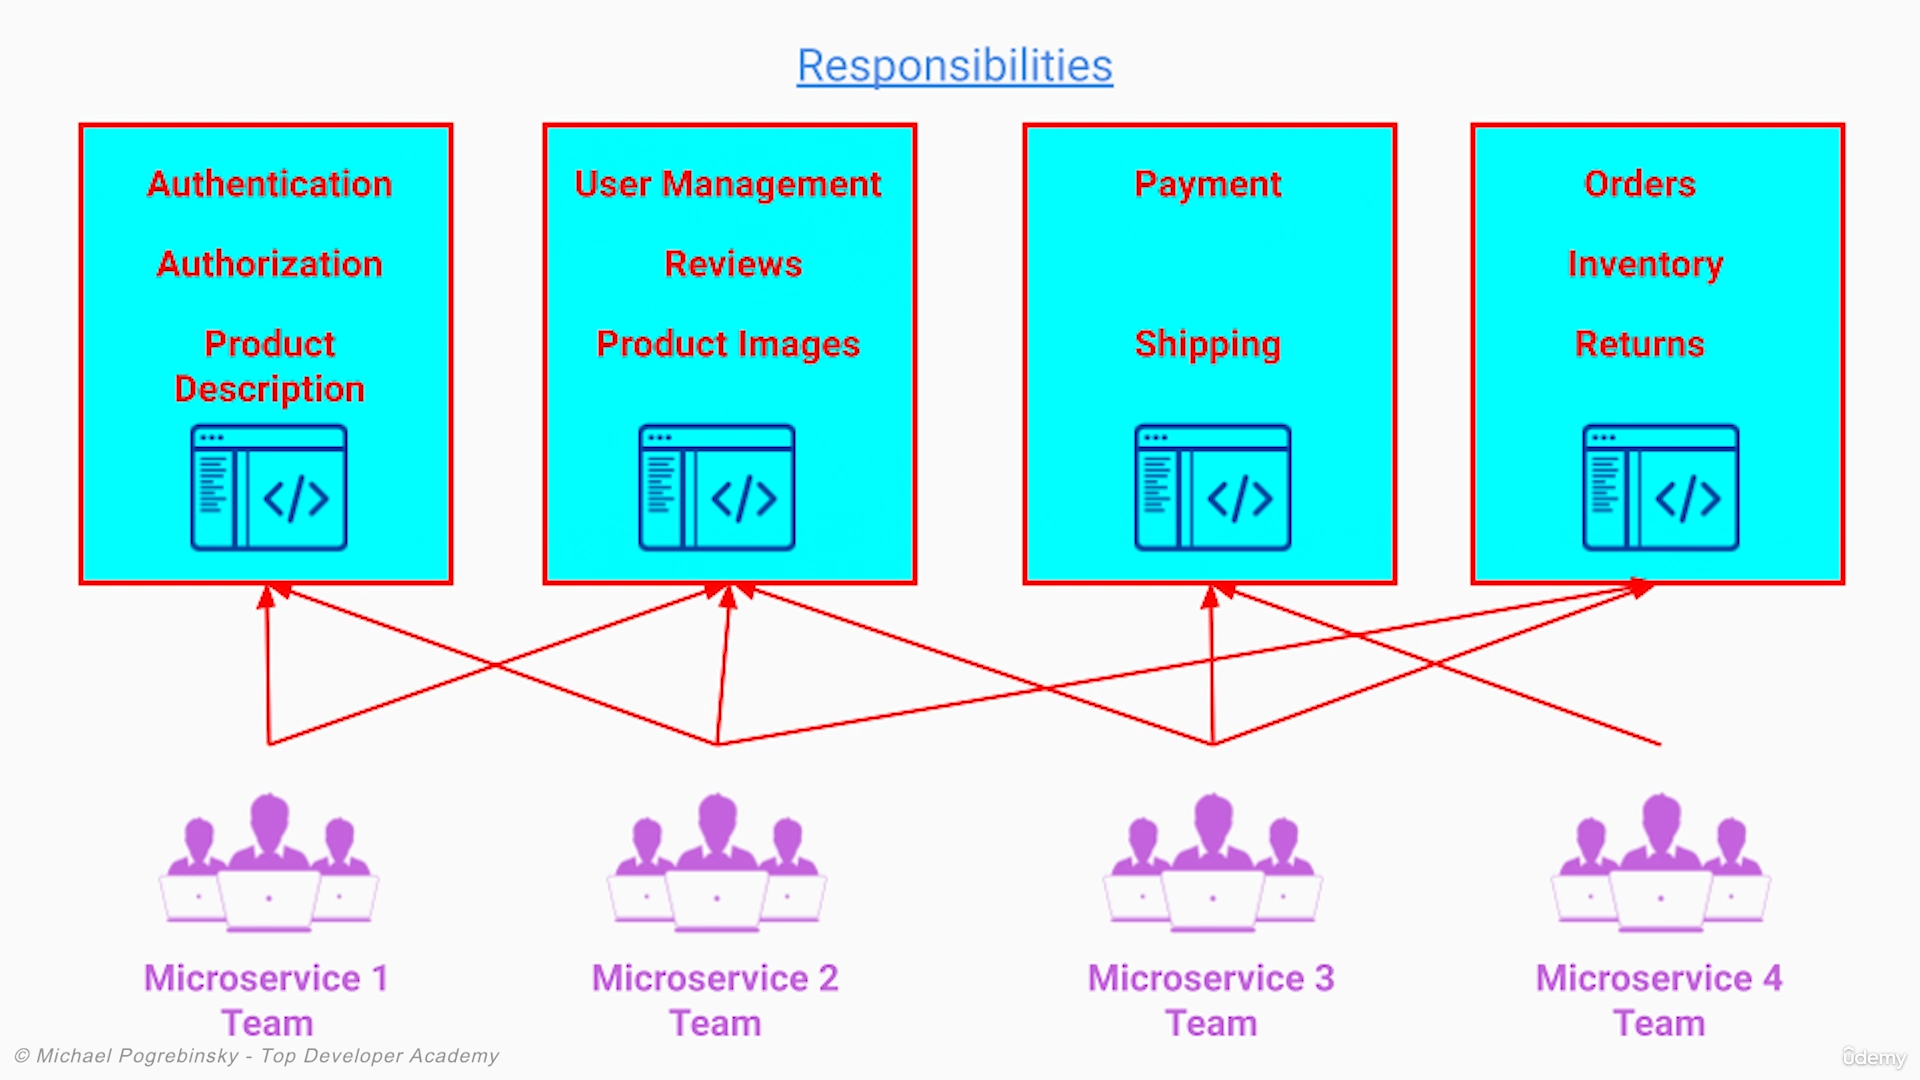 Responsibilities
Authentication
Authorization
Product
Description
</>
User Management
Reviews
Product Images
</>
Payment
Shipping
</>
Orders
Inventory
Returns
</>
Microservice 1
Team
Microservice 2
Team
Microservice 3
Team
Microservice 4
Team
© Michael Pogrebinsky - Top Developer Academy
ûdemy